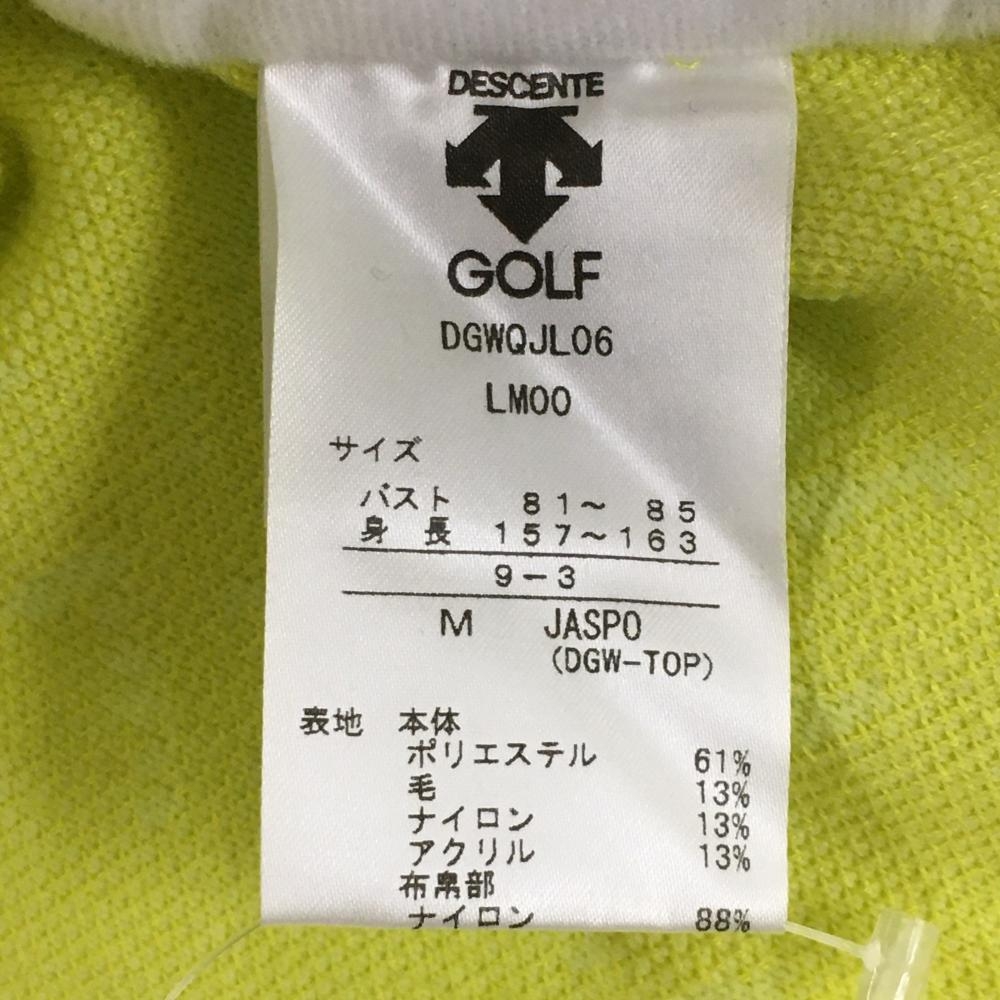 DESCENTE
GOLF
DGWQJL06
LM00
サイズ
バスト 81〜 85
身 長 157〜163
9-3
M JASPO
(DGW-TOP)
表地 本体
ポリエステル 61%
毛 13%
ナイロン 13%
アクリル 13%
布帛部
ナイロン 88%